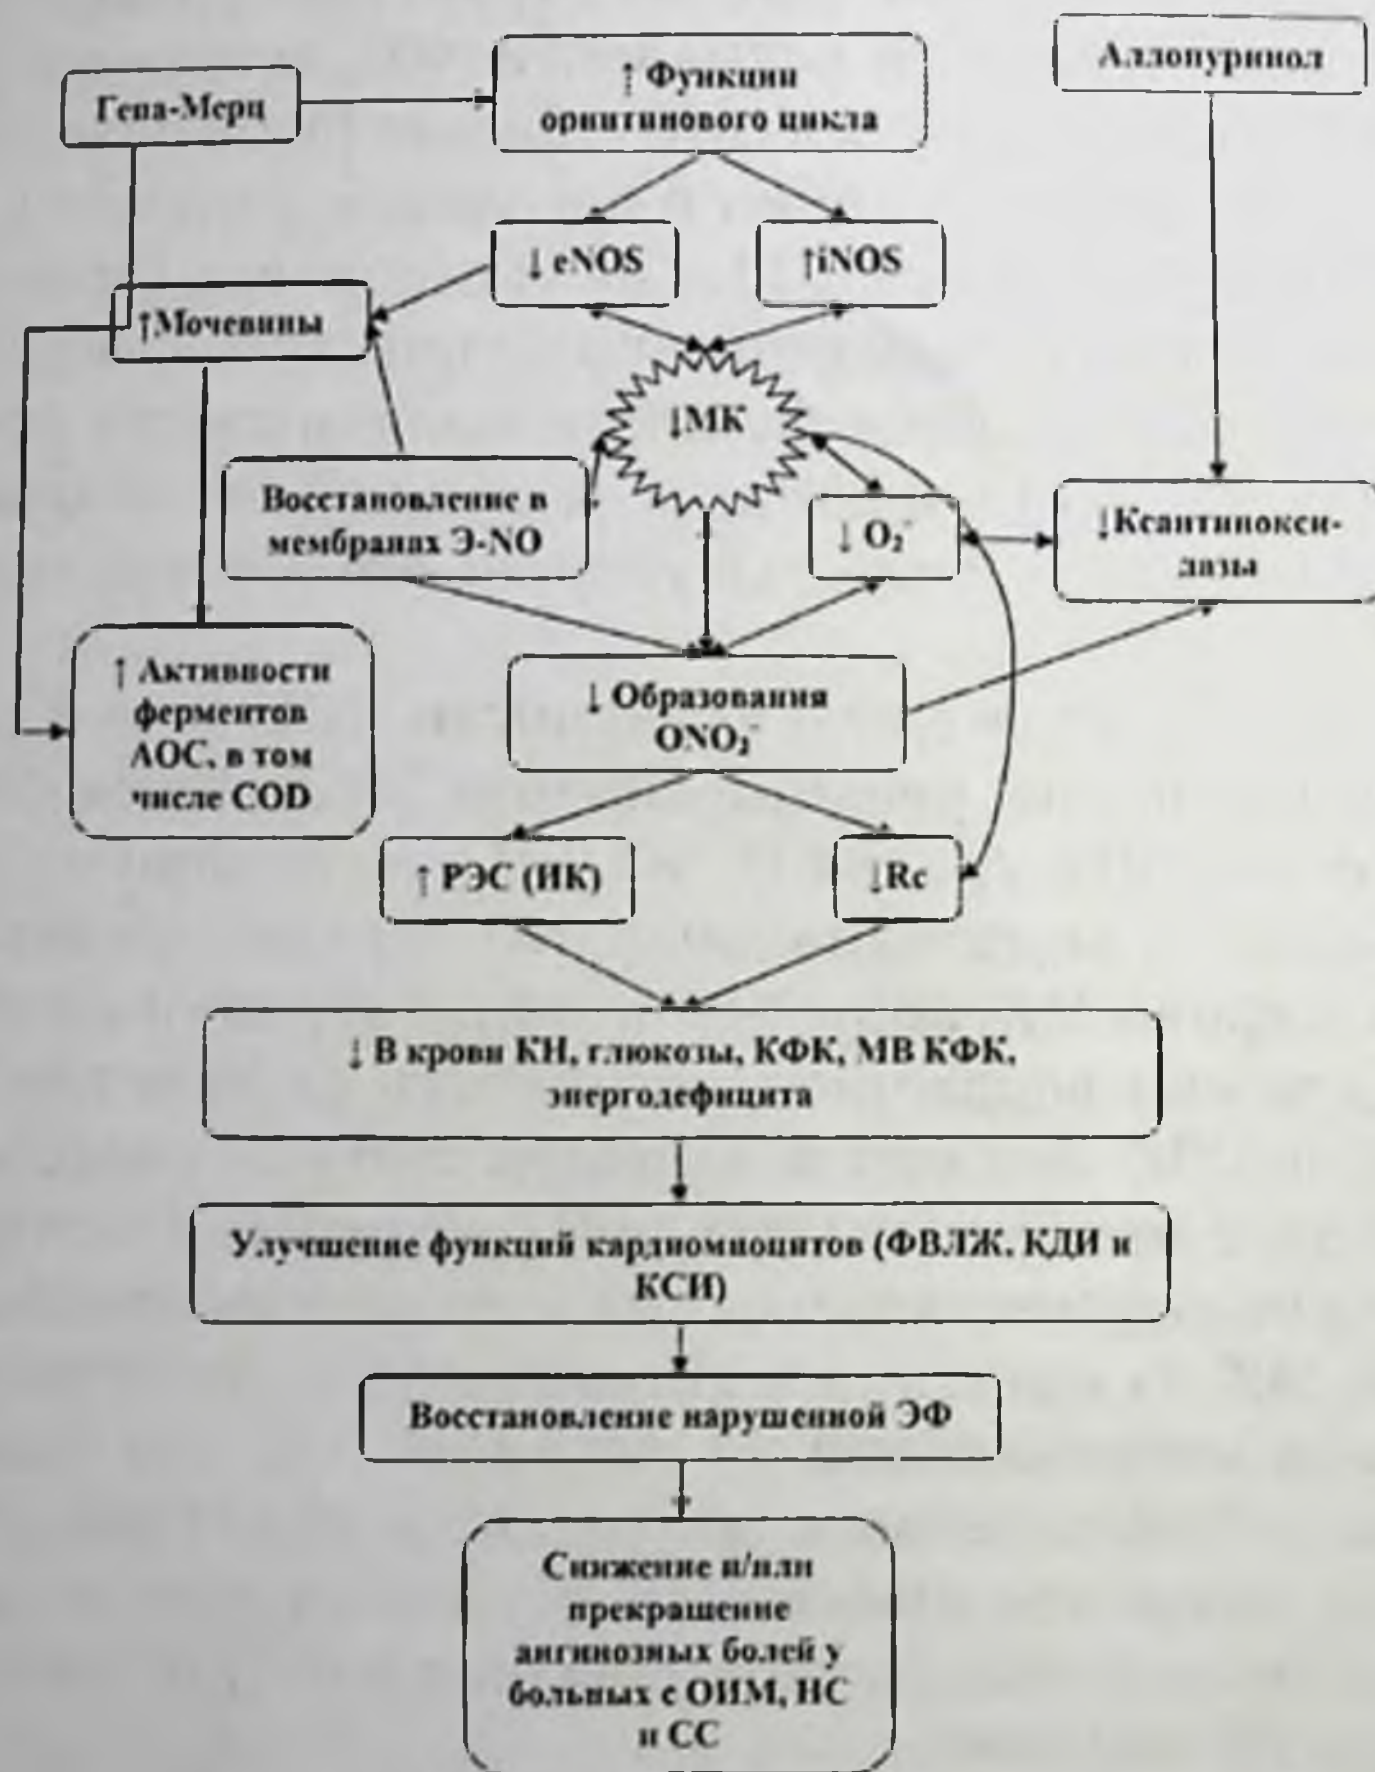 Гепа-Мерц
↑ Функции
орнитинового цикла
Аллопуринол
↓ eNOS
↑iNOS
↑Мочевины
↓МК
Восстановление в
мембранах Э-NO
↓ O₂⁻
↓Ксантинокси-
дазы
↑ Активности
ферментов
АОС, в том
числе COD
↓ Образования
ONO₂⁻
↑ РЭС (ИК)
↓Rc
↓ В крови КН, глюкозы, КФК, МВ КФК,
энергодефицита
Улучшение функций кардиомиоцитов (ФВЛЖ, КДИ и
КСИ)
Восстановление нарушенной ЭФ
Снижение и/или
прекращение
ангинозных болей у
больных с ОИМ, НС
и СС